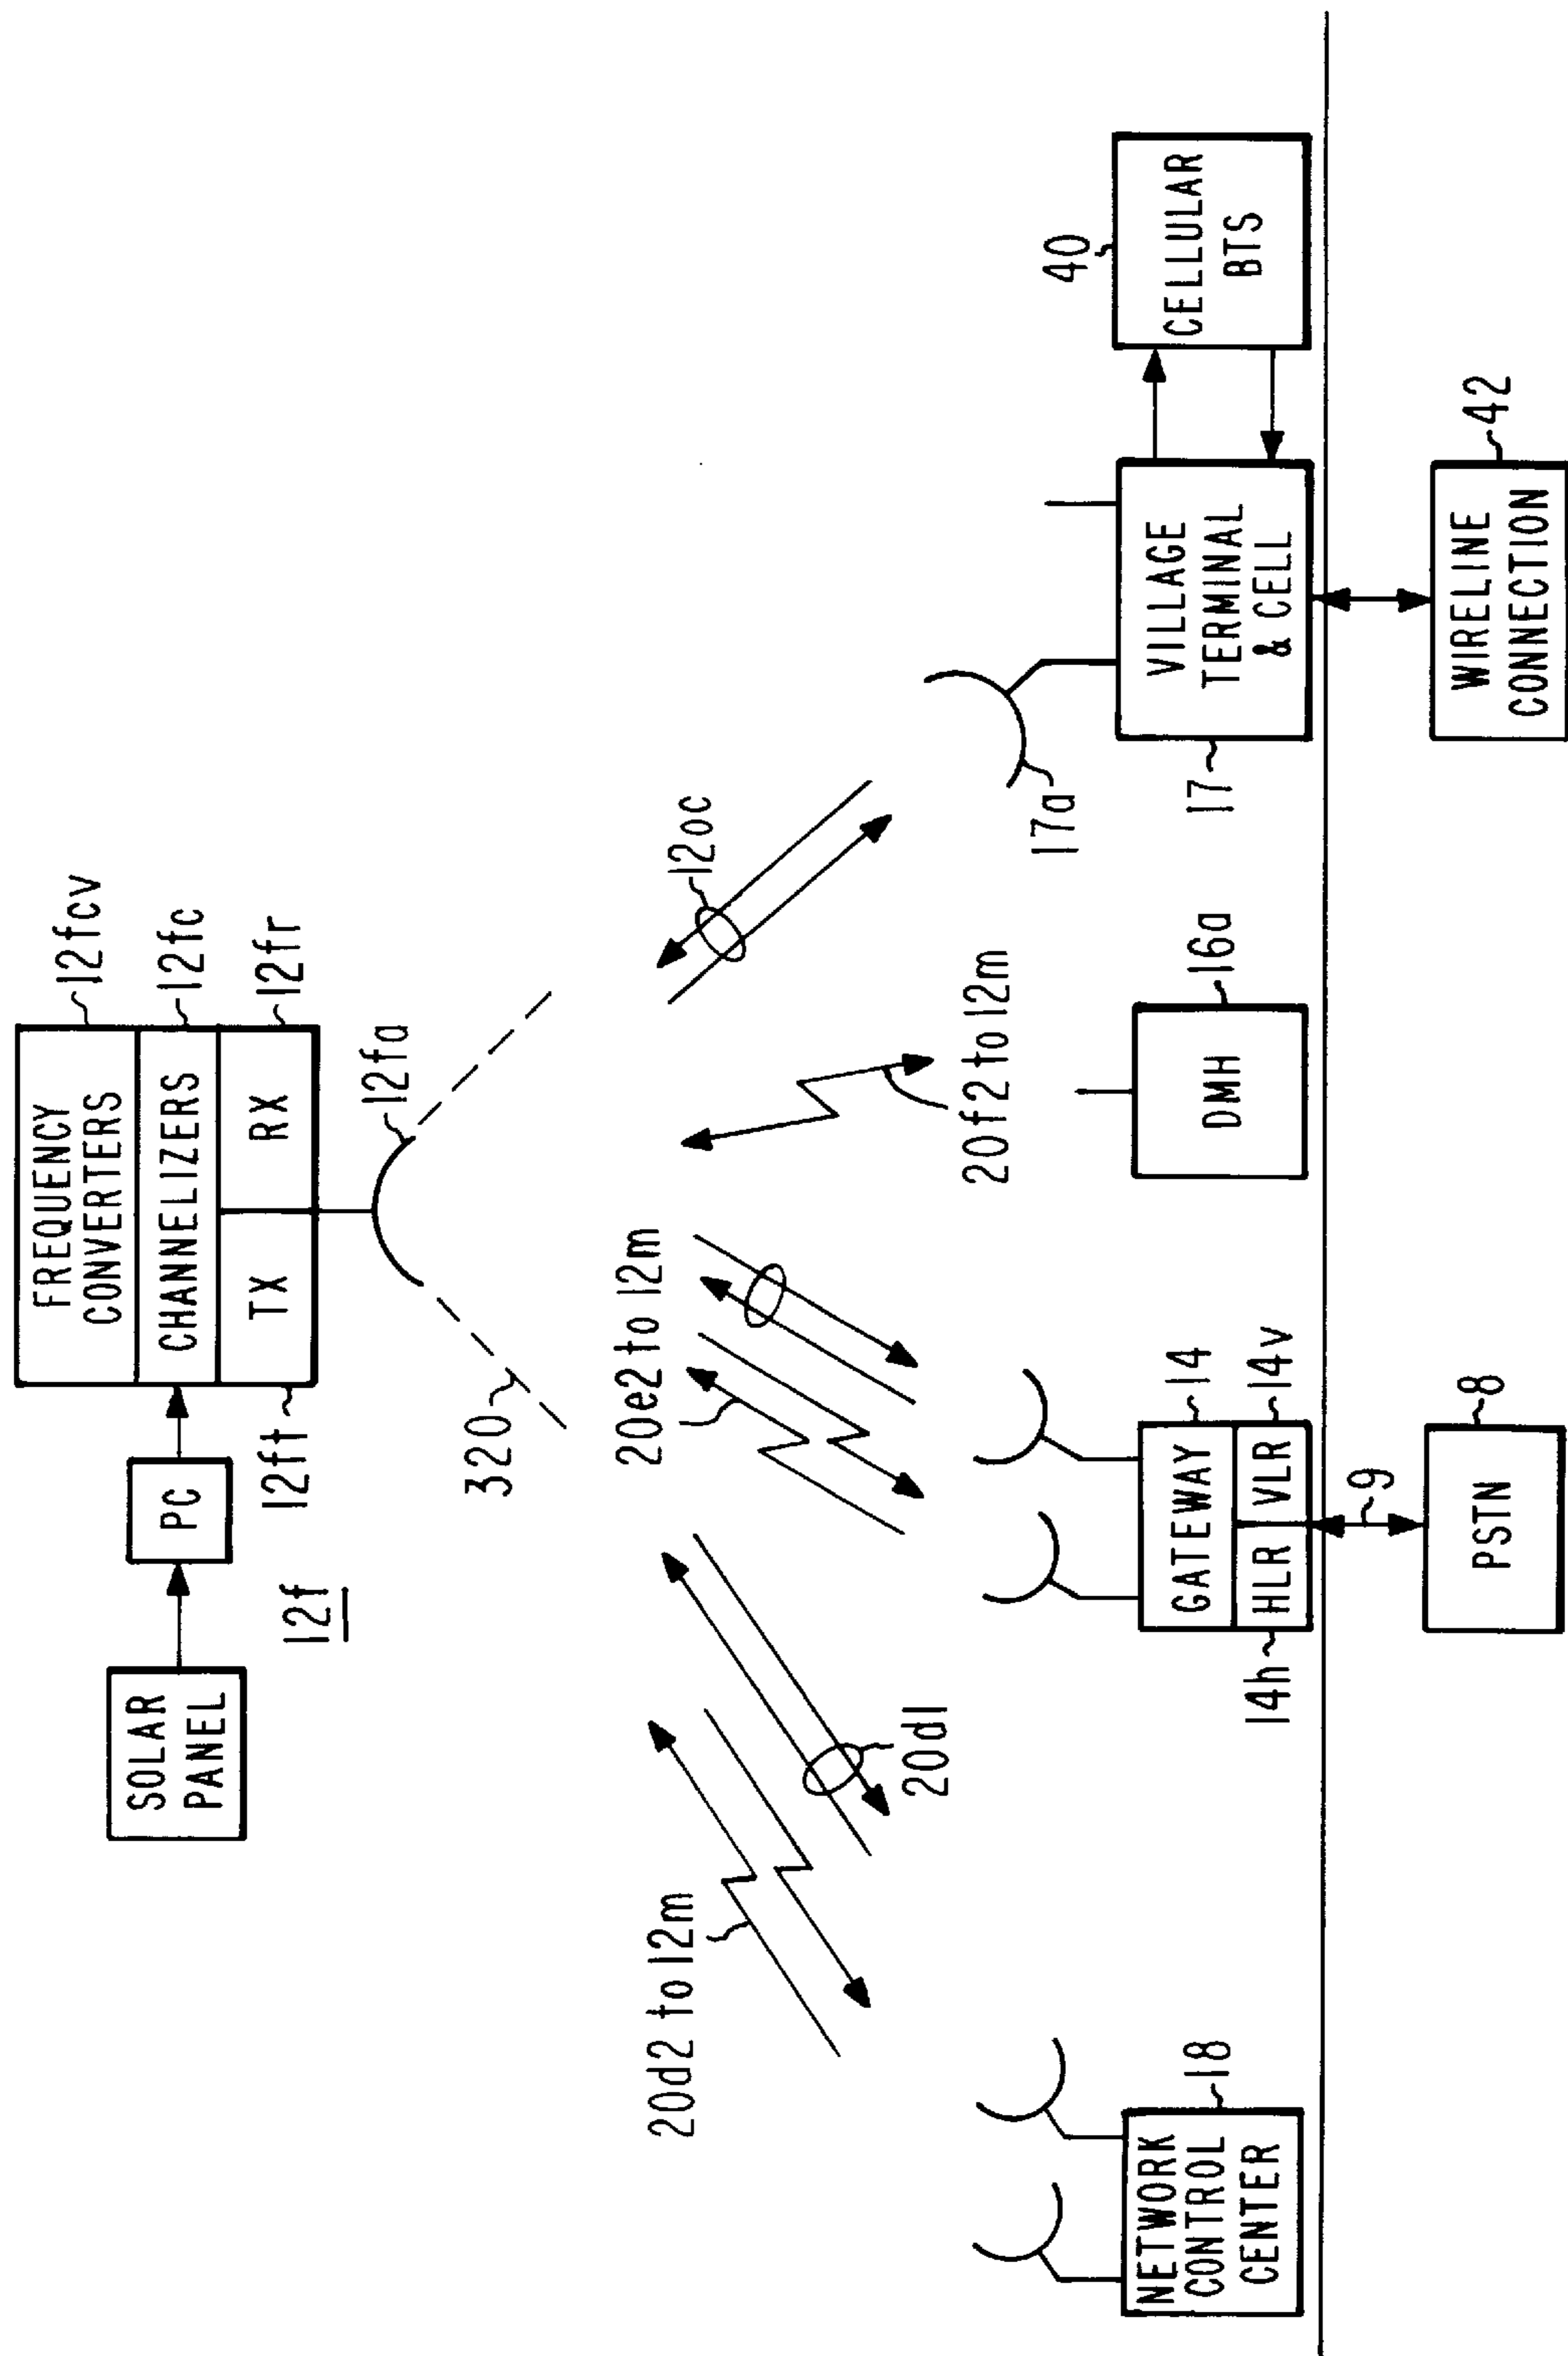 SOLAR
PANEL
PC
12f
FREQUENCY
CONVERTERS
12fcv
CHANNELIZERS
12fc
TX
RX
12ft
12fr
12fa
320
20d2 to 12m
20d1
20e2 to 12m
20f2 to 12m
120c
NETWORK
CONTROL
CENTER
18
GATEWAY
14
HLR
VLR
14h
14v
9
PSTN
8
DMH
16a
17a
VILLAGE
TERMINAL
& CELL
17
CELLULAR
BTS
40
WIRELINE
CONNECTION
42